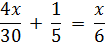 4x/30 + 1/5 = x/6